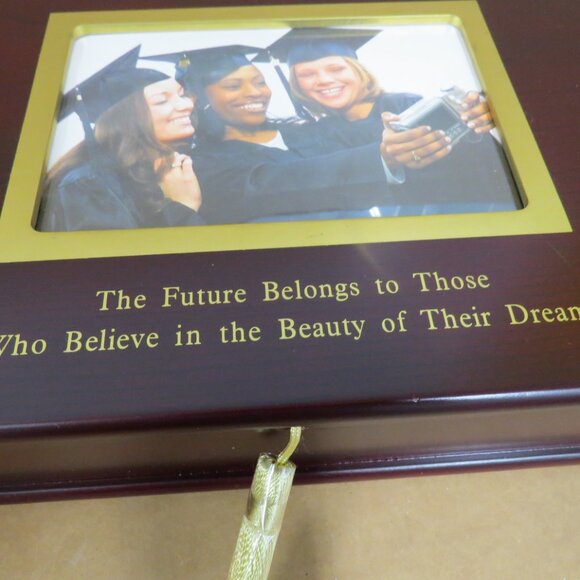 The Future Belongs to Those
Who Believe in the Beauty of Their Dream